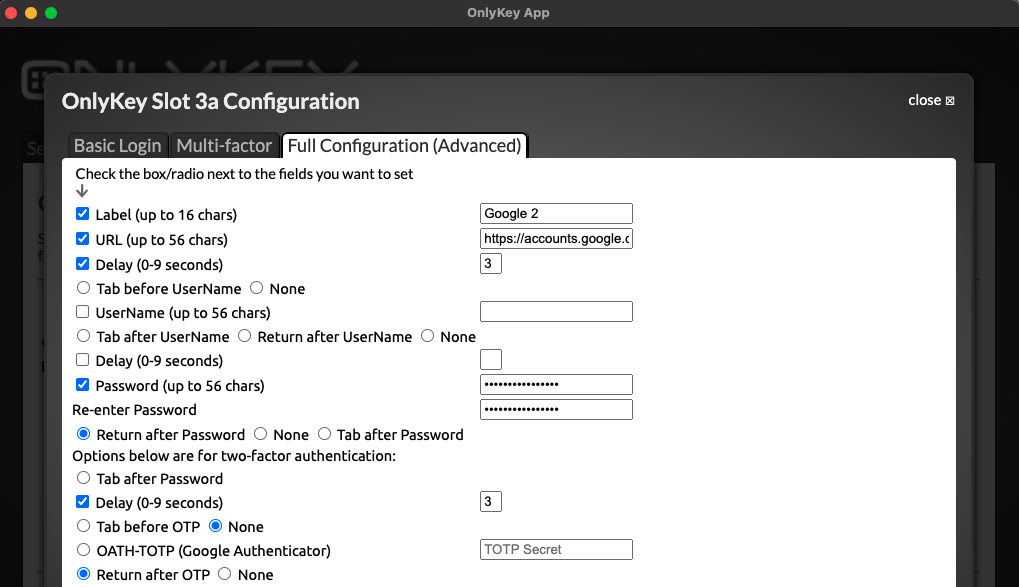 OnlyKey App
ONLYKEY
OnlyKey Slot 3a Configuration
close ⊠
Basic Login Multi-factor Full Configuration (Advanced)
Check the box/radio next to the fields you want to set
↓
Label (up to 16 chars) Google 2
URL (up to 56 chars) https://accounts.google.c
Delay (0-9 seconds) 3
Tab before UserName None
UserName (up to 56 chars)
Tab after UserName Return after UserName None
Delay (0-9 seconds)
Password (up to 56 chars) ••••••••••••••••
Re-enter Password ••••••••••••••••
Return after Password None Tab after Password
Options below are for two-factor authentication:
Tab after Password
Delay (0-9 seconds) 3
Tab before OTP None
OATH-TOTP (Google Authenticator) TOTP Secret
Return after OTP None